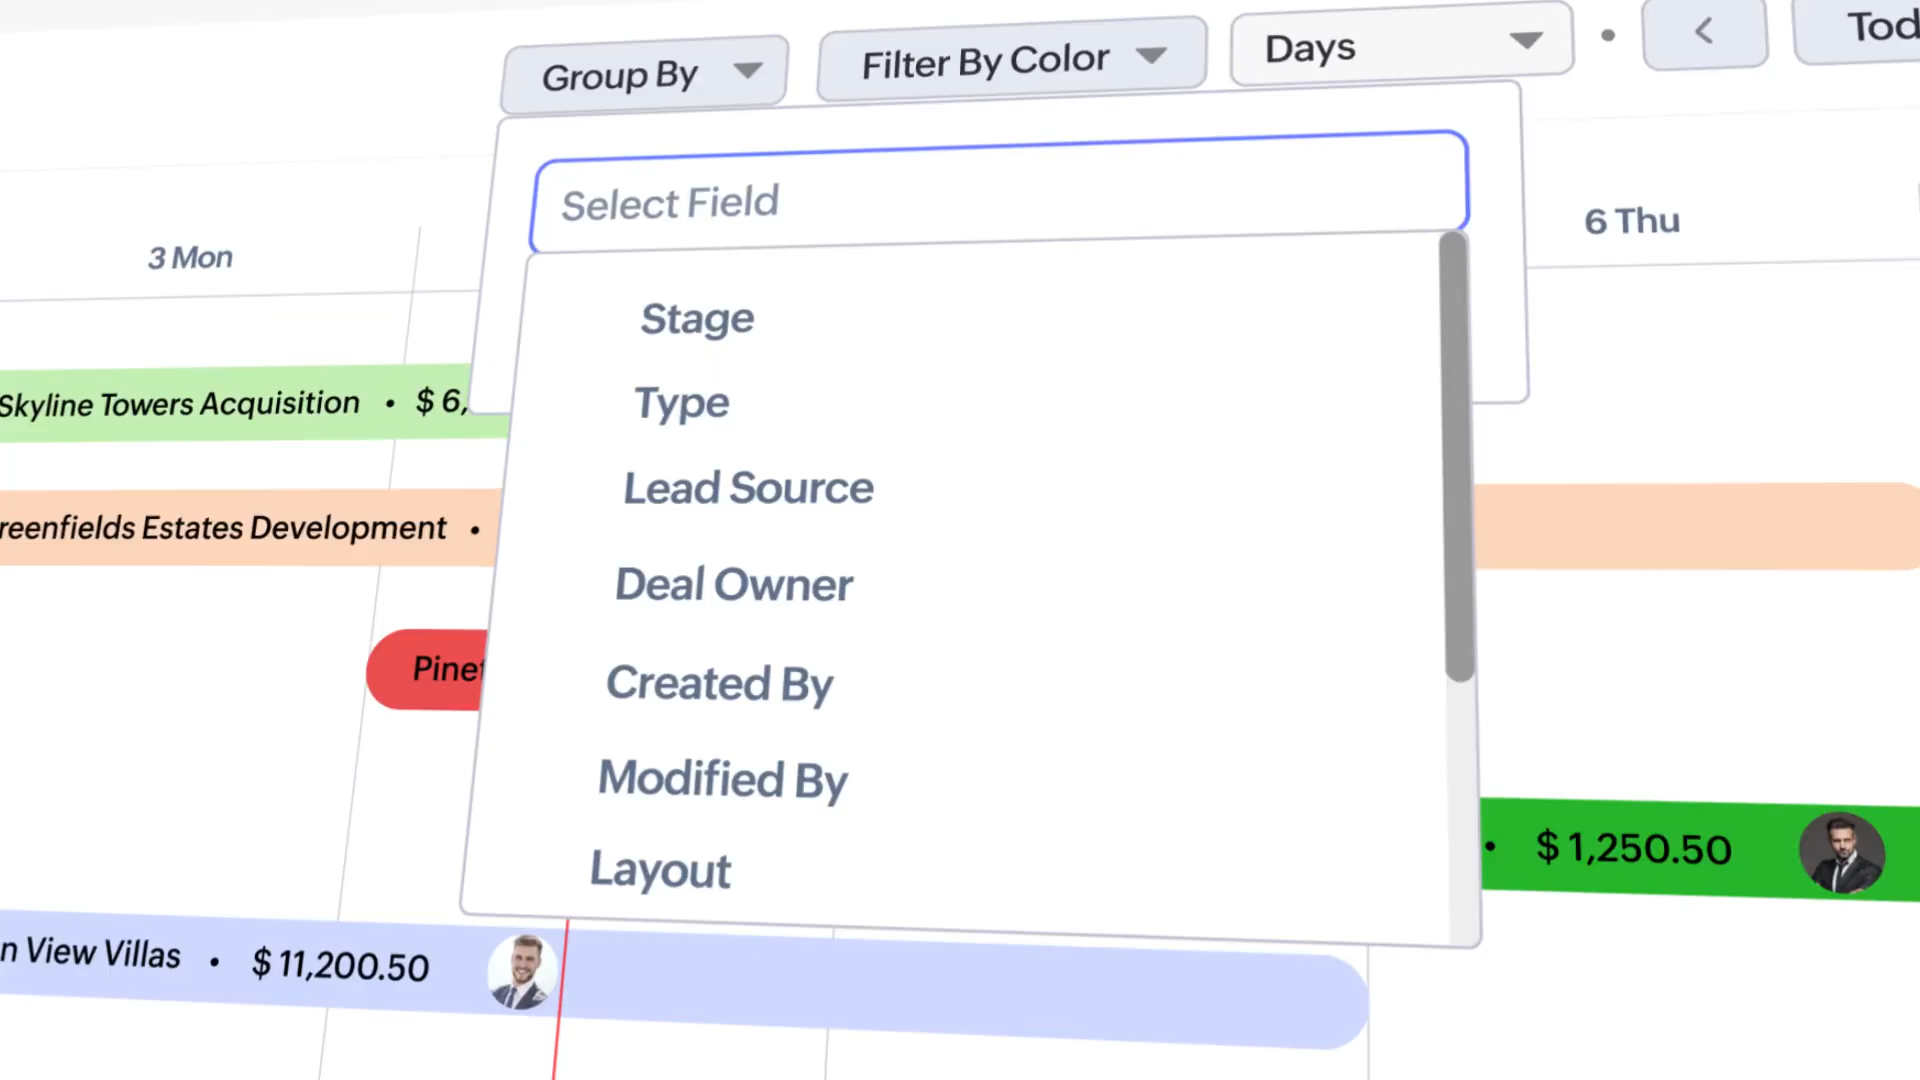 Group By
Filter By Color
Days
Tod
Select Field
3 Mon
6 Thu
Stage
Type
Skyline Towers Acquisition • $ 6,
Lead Source
reenfields Estates Development •
Deal Owner
Pinet
Created By
Modified By
• $ 1,250.50
Layout
n View Villas • $ 11,200.50